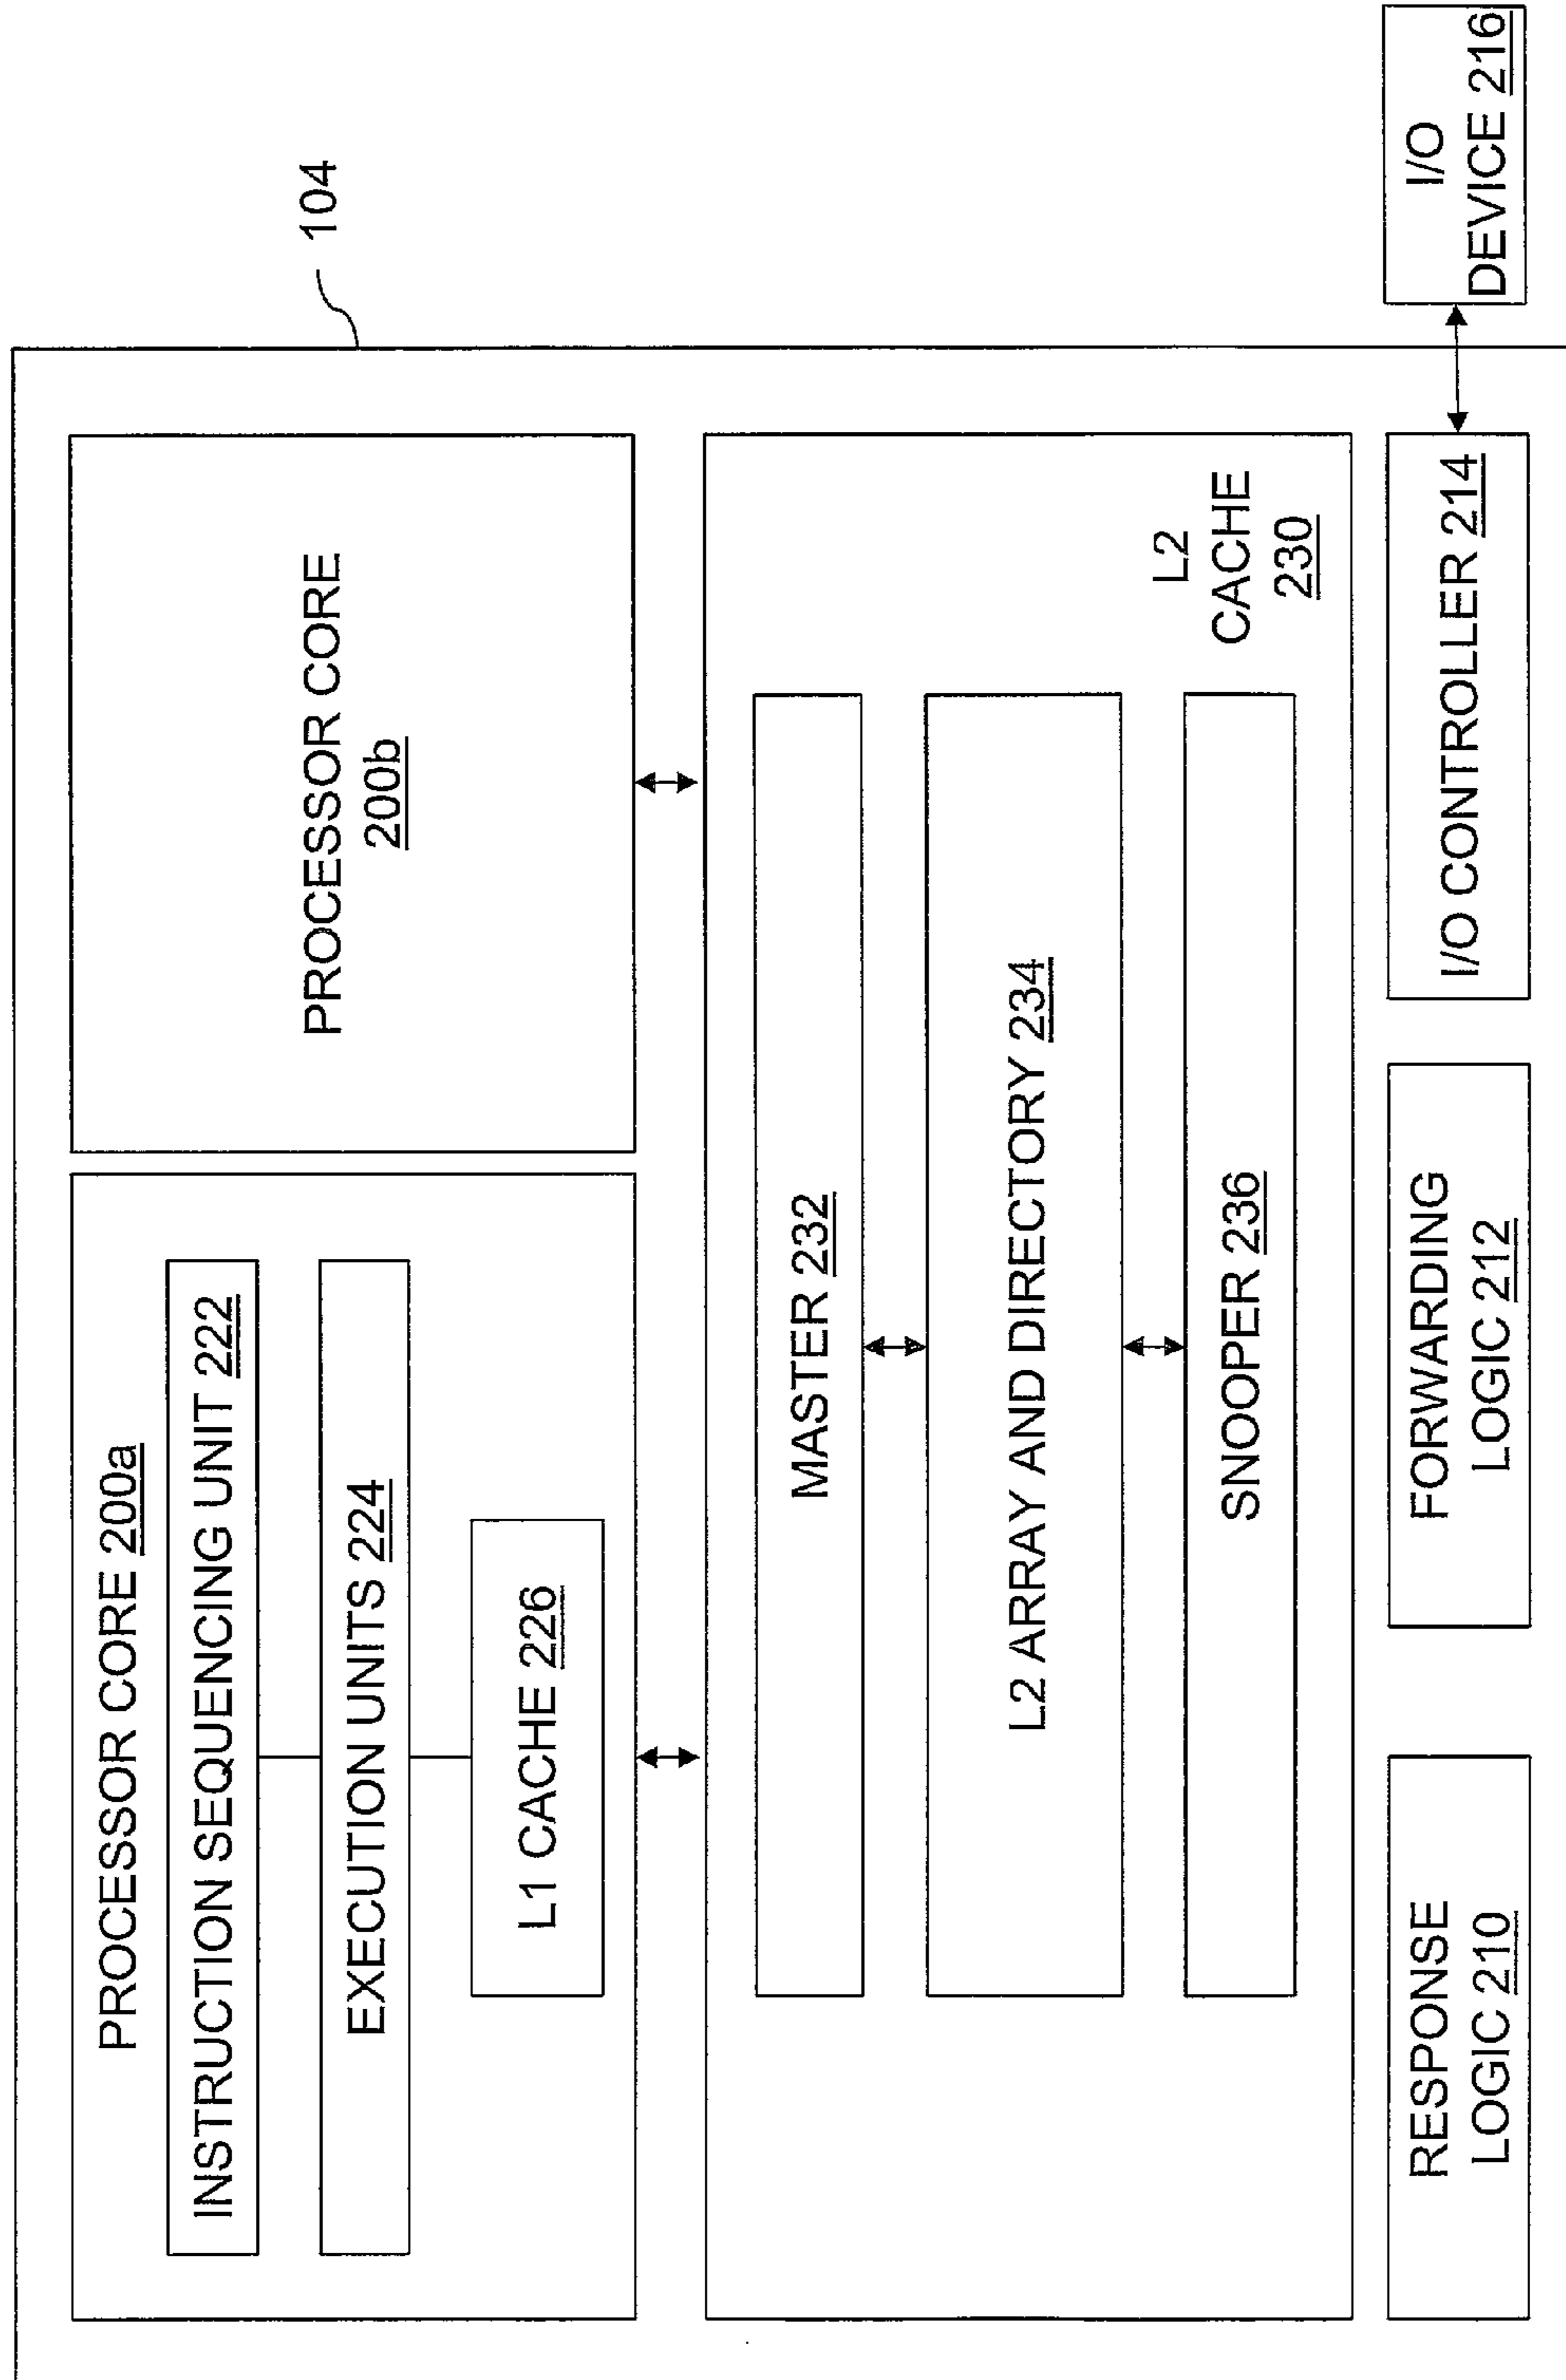 104
PROCESSOR CORE 200a
INSTRUCTION SEQUENCING UNIT 222
EXECUTION UNITS 224
L1 CACHE 226
PROCESSOR CORE
200b
MASTER 232
L2 ARRAY AND DIRECTORY 234
SNOOPER 236
L2
CACHE
230
RESPONSE
LOGIC 210
FORWARDING
LOGIC 212
I/O CONTROLLER 214
I/O
DEVICE 216